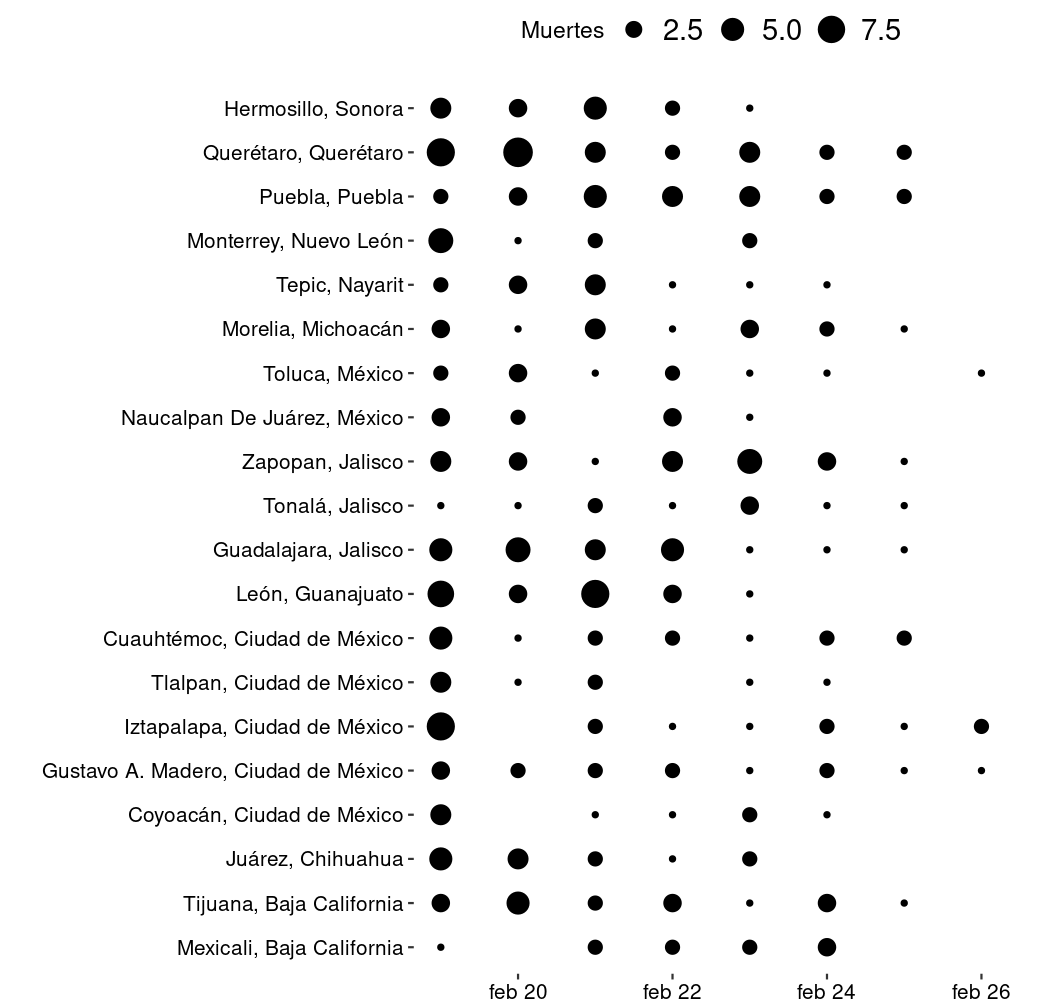 Muertes 2.5 5.0 7.5
Hermosillo, Sonora
Querétaro, Querétaro
Puebla, Puebla
Monterrey, Nuevo León
Tepic, Nayarit
Morelia, Michoacán
Toluca, México
Naucalpan De Juárez, México
Zapopan, Jalisco
Tonalá, Jalisco
Guadalajara, Jalisco
León, Guanajuato
Cuauhtémoc, Ciudad de México
Tlalpan, Ciudad de México
Iztapalapa, Ciudad de México
Gustavo A. Madero, Ciudad de México
Coyoacán, Ciudad de México
Juárez, Chihuahua
Tijuana, Baja California
Mexicali, Baja California
feb 20 feb 22 feb 24 feb 26